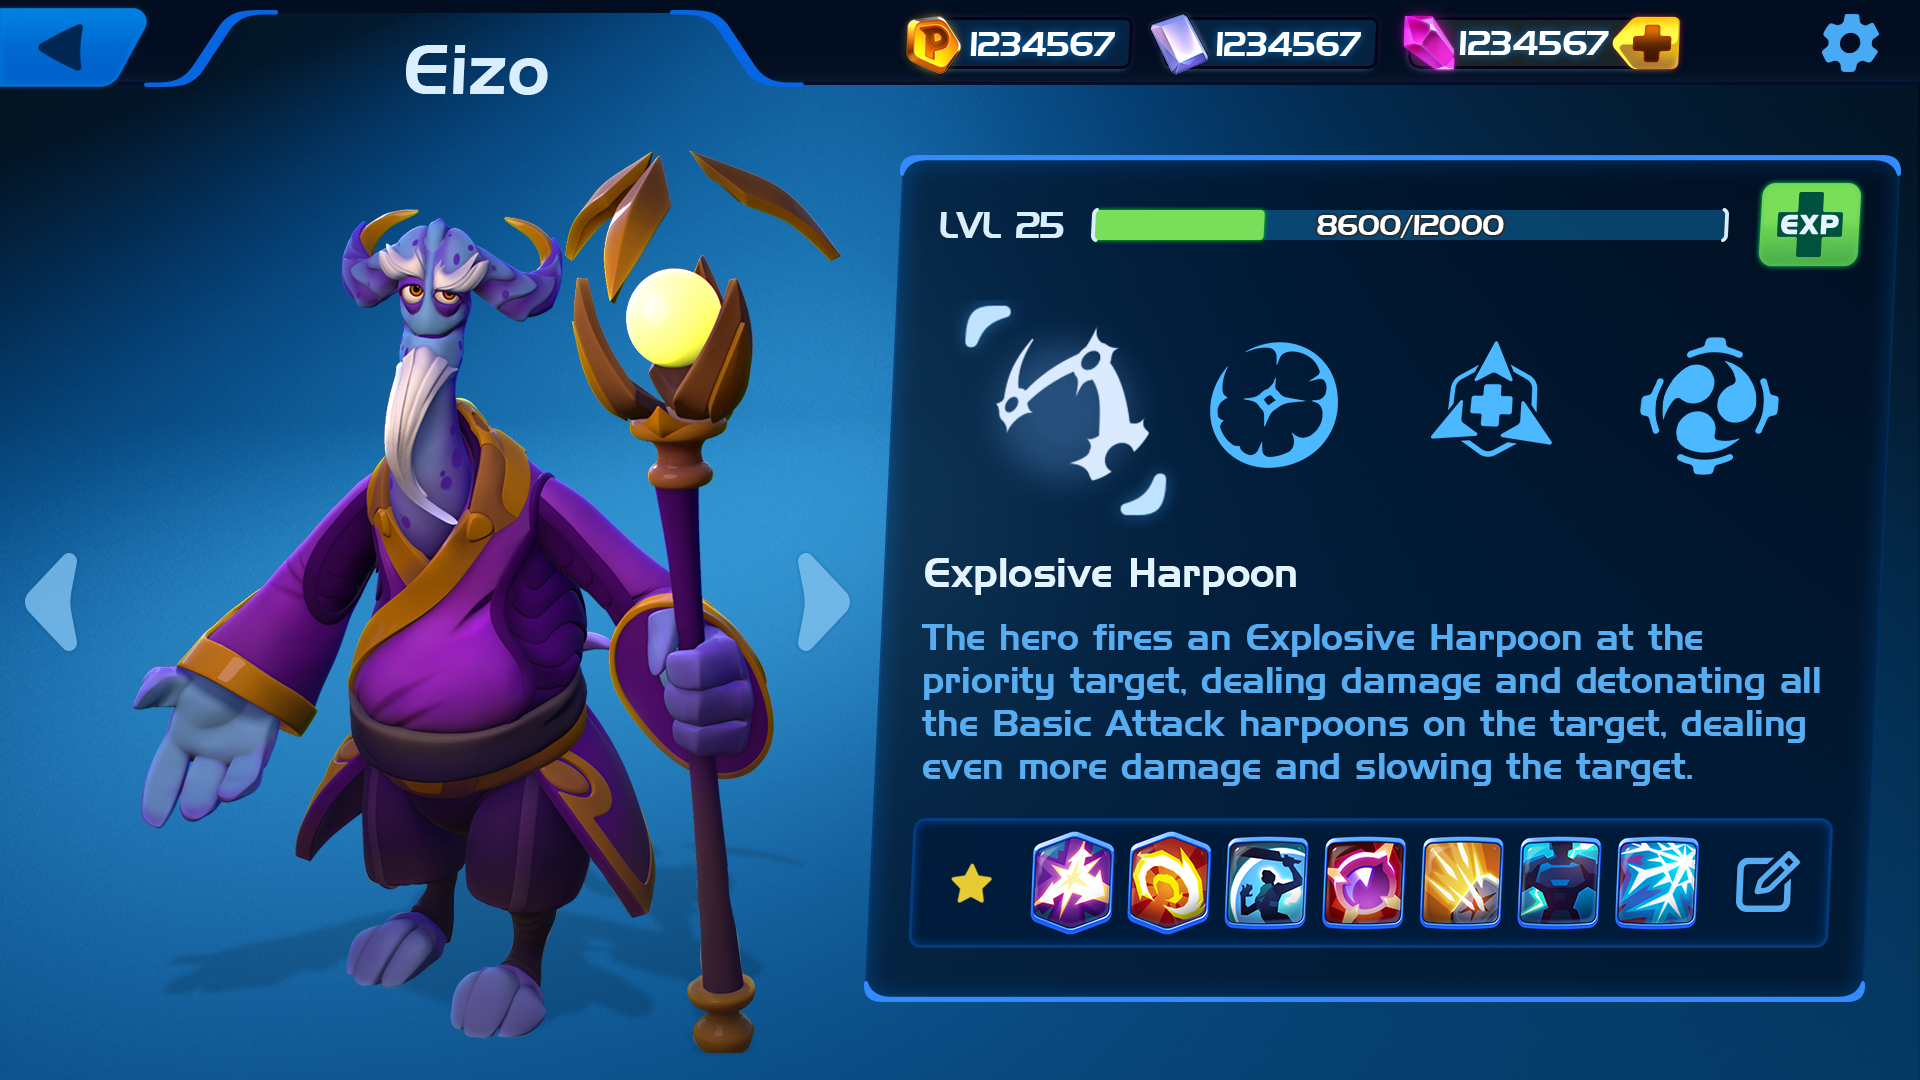 Eizo
1234567
1234567
1234567
LVL 25
8600/12000
EXP
Explosive Harpoon
The hero fires an Explosive Harpoon at the
priority target, dealing damage and detonating all
the Basic Attack harpoons on the target, dealing
even more damage and slowing the target.